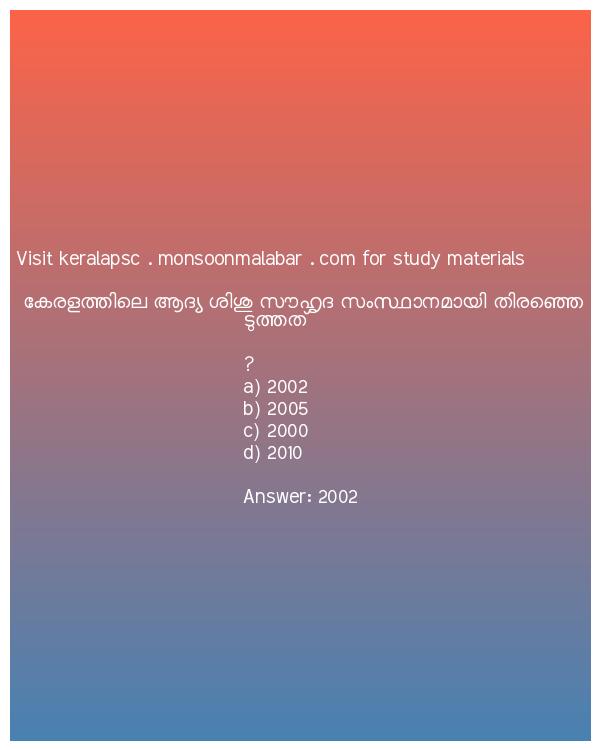 Visit keralapsc . monsoonmalabar . com for study materials
കേരളത്തിലെ ആദ്യ ശിശു സൗഹൃദ സംസ്ഥാനമായി തിരഞ്ഞെ
ടുത്തത്
?
a) 2002
b) 2005
c) 2000
d) 2010
Answer: 2002